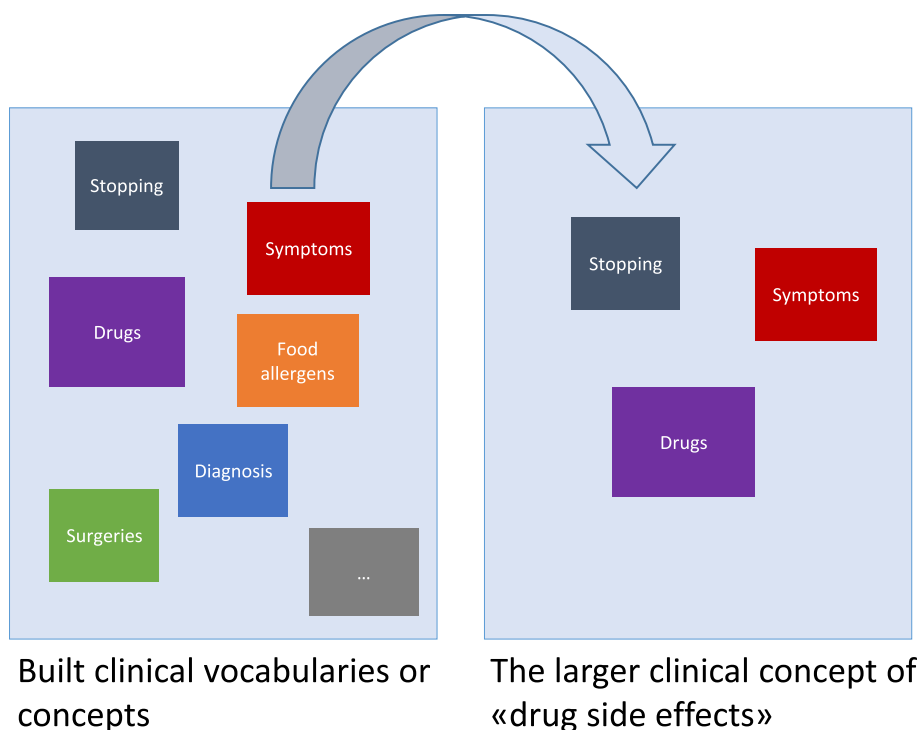 Stopping
Symptoms
Drugs
Food
allergens
Diagnosis
Surgeries
...
Built clinical vocabularies or
concepts
Stopping
Symptoms
Drugs
The larger clinical concept of
«drug side effects»